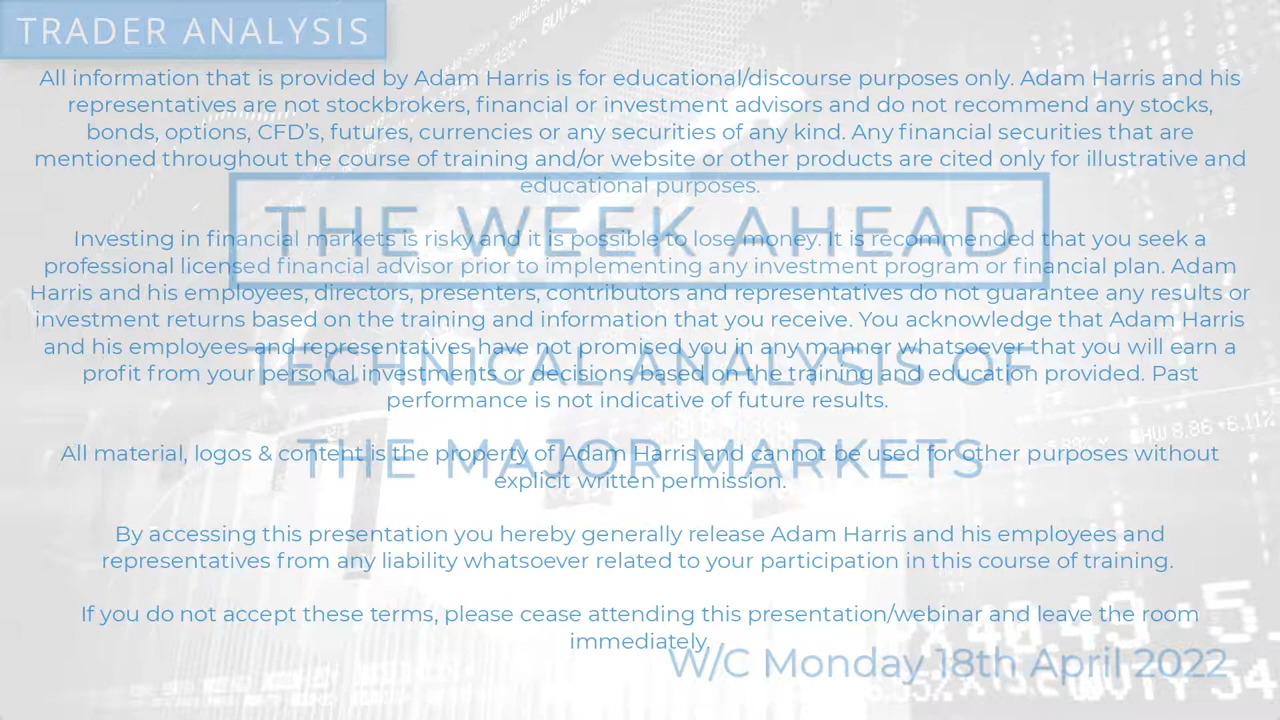 TRADER ANALYSIS
All information that is provided by Adam Harris is for educational/discourse purposes only. Adam Harris and his
representatives are not stockbrokers, financial or investment advisors and do not recommend any stocks,
bonds, options, CFD's, futures, currencies or any securities of any kind. Any financial securities that are
mentioned throughout the course of training and/or website or other products are cited only for illustrative and
educational purposes.
THE WEEK AHEAD
Investing in financial markets is risky and it is possible to lose money. It is recommended that you seek a
professional licensed financial advisor prior to implementing any investment program or financial plan. Adam
Harris and his employees, directors, presenters, contributors and representatives do not guarantee any results or
investment returns based on the training and information that you receive. You acknowledge that Adam Harris
and his employees and representatives have not promised you in any manner whatsoever that you will earn a
profit from your personal investments or decisions based on the training and education provided. Past
performance is not indicative of future results.
TECHNICAL ANALYSIS OF
THE MAJOR MARKETS
All material, logos & content is the property of Adam Harris and cannot be used for other purposes without
explicit written permission.
By accessing this presentation you hereby generally release Adam Harris and his employees and
representatives from any liability whatsoever related to your participation in this course of training.
If you do not accept these terms, please cease attending this presentation/webinar and leave the room
immediately.
W/C Monday 18th April 2022